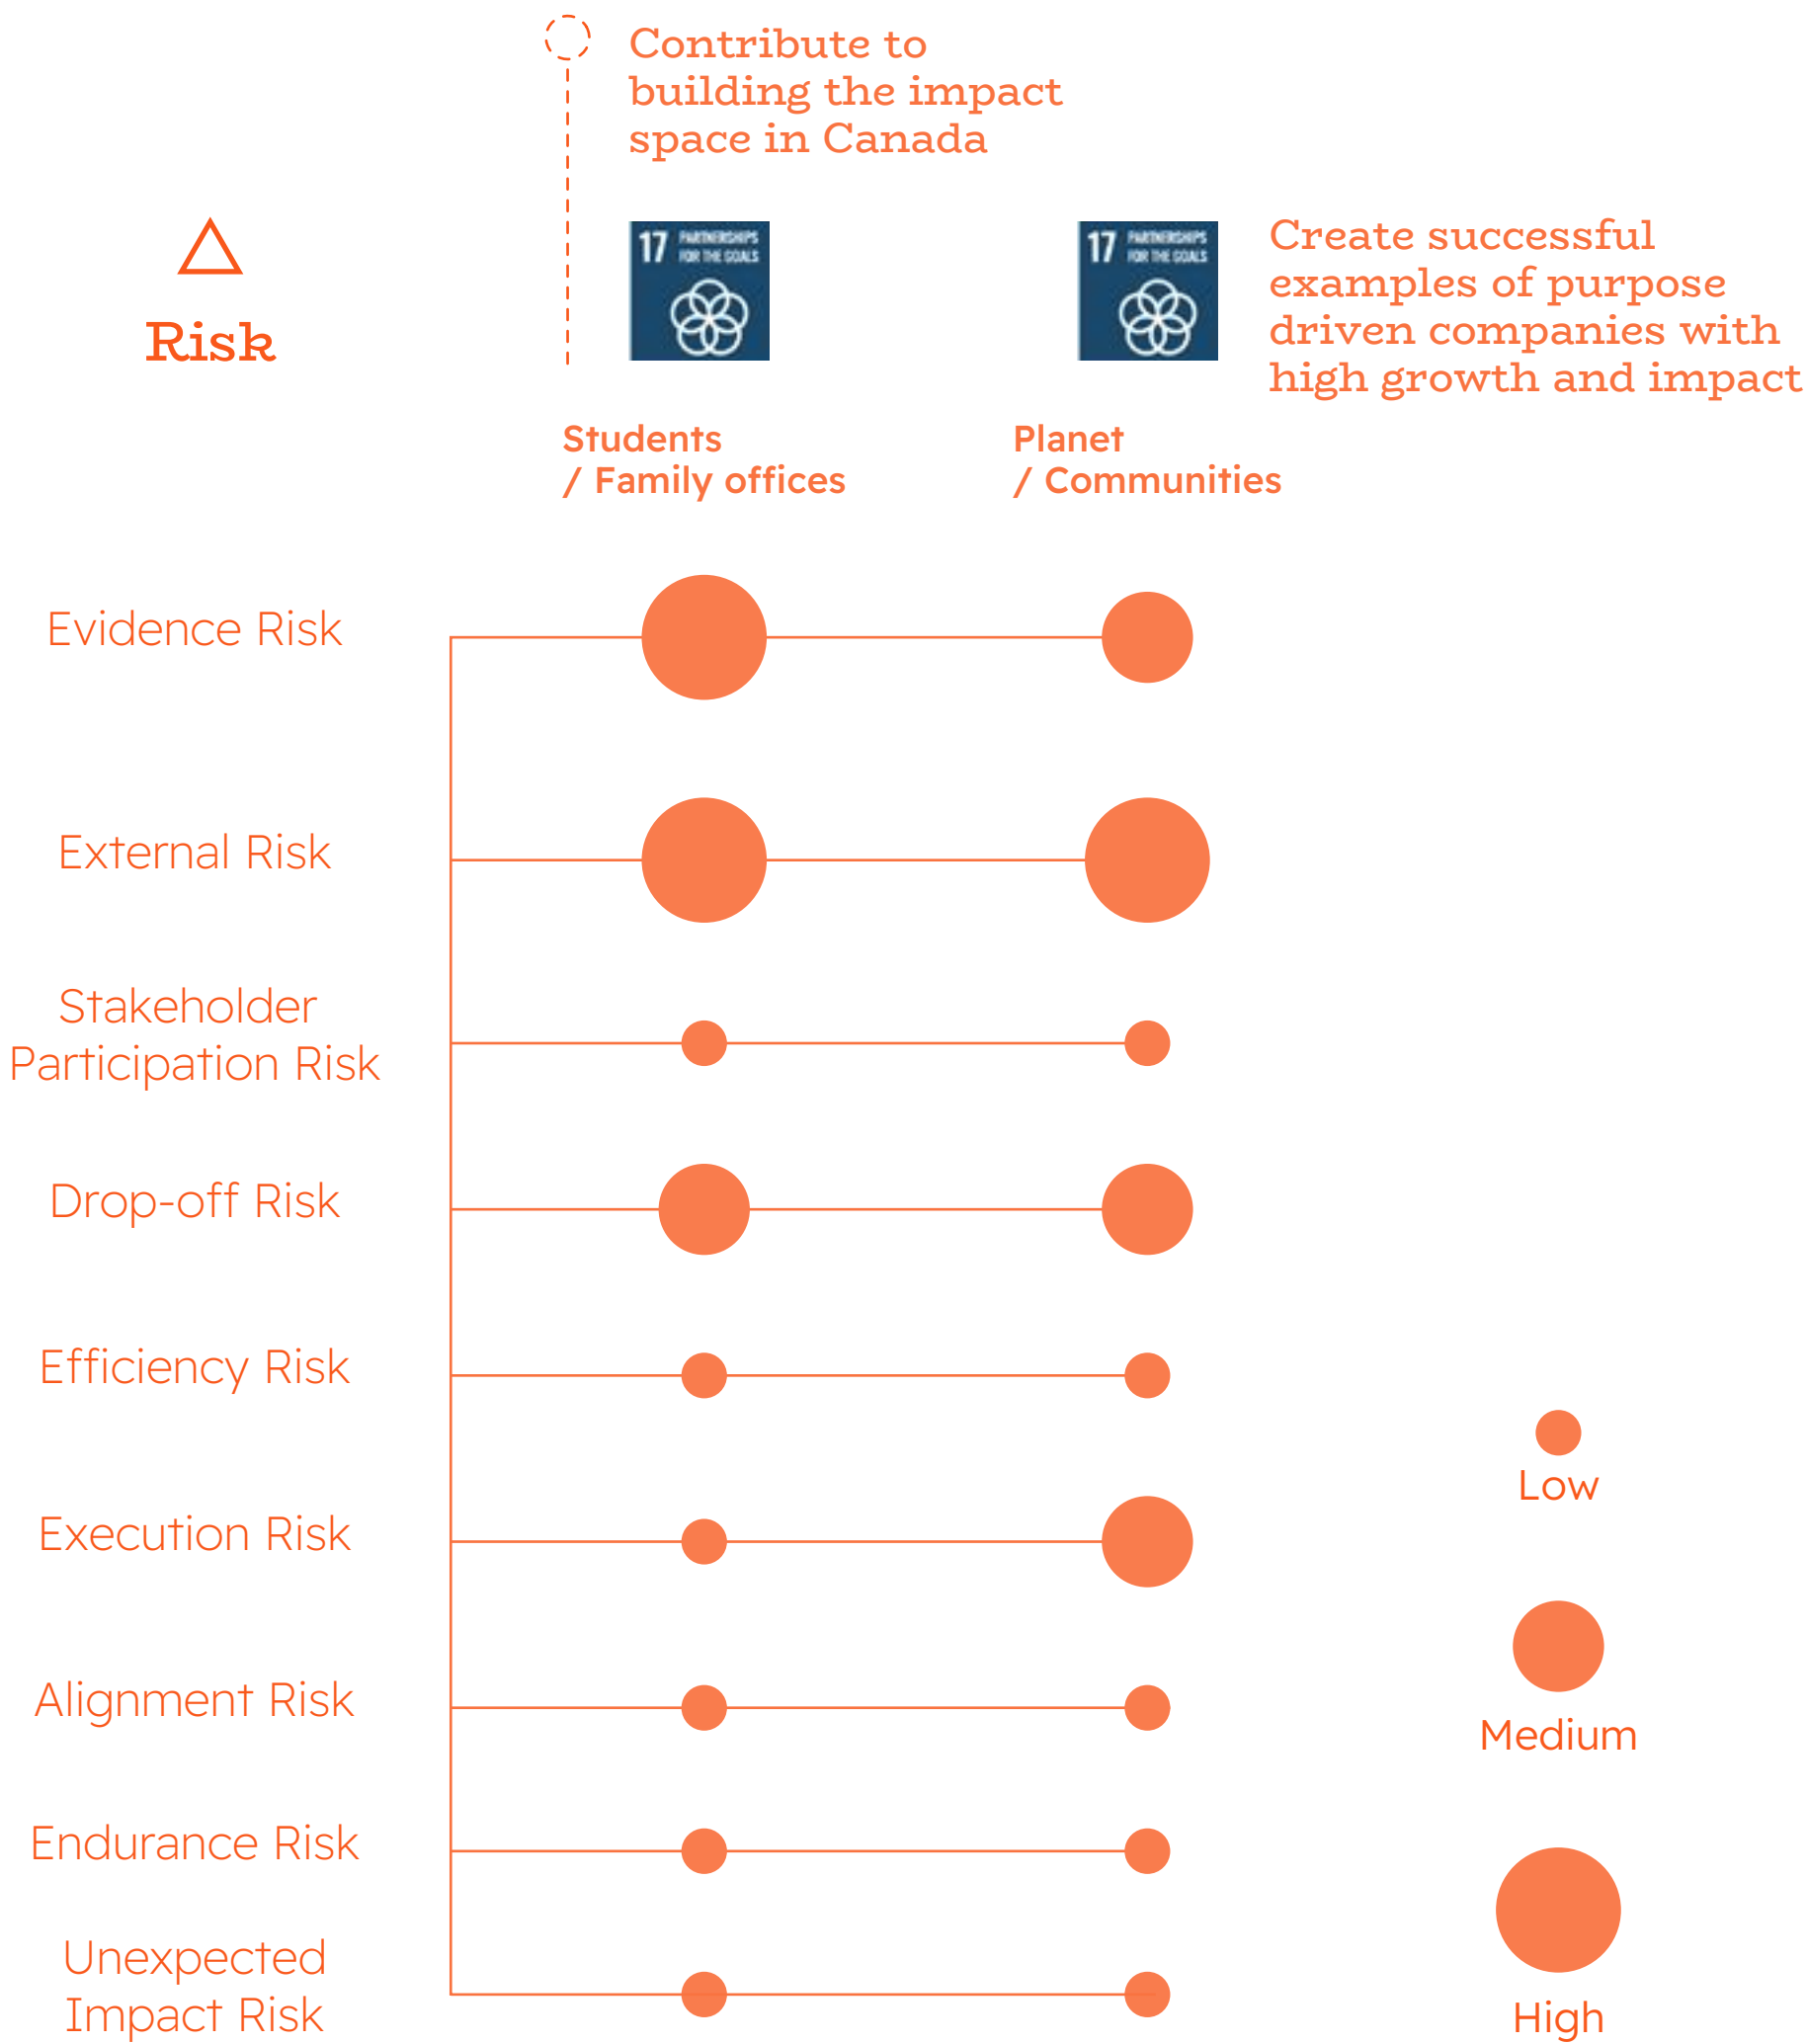 Contribute to
building the impact
space in Canada
Risk
17 PARTNERSHIPS
FOR THE GOALS
17 PARTNERSHIPS
FOR THE GOALS
Create successful
examples of purpose
driven companies with
high growth and impact
Students
/ Family offices
Planet
/ Communities
Evidence Risk
External Risk
Stakeholder
Participation Risk
Drop-off Risk
Efficiency Risk
Execution Risk
Alignment Risk
Endurance Risk
Unexpected
Impact Risk
Low
Medium
High